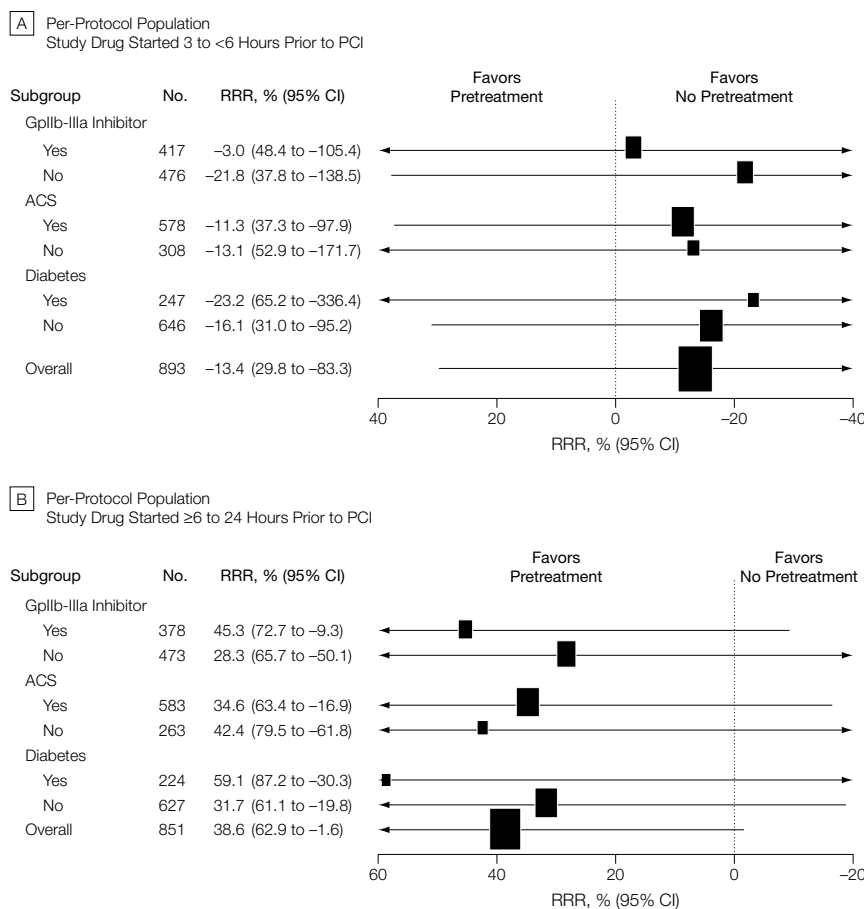 A Per-Protocol Population
Study Drug Started 3 to <6 Hours Prior to PCI
Favors Pretreatment Favors No Pretreatment
Subgroup No. RRR, % (95% CI)
GpIIb-IIIa Inhibitor
Yes 417 –3.0 (48.4 to –105.4)
No 476 –21.8 (37.8 to –138.5)
ACS
Yes 578 –11.3 (37.3 to –97.9)
No 308 –13.1 (52.9 to –171.7)
Diabetes
Yes 247 –23.2 (65.2 to –336.4)
No 646 –16.1 (31.0 to –95.2)
Overall 893 –13.4 (29.8 to –83.3)
40 20 0 –20 –40
RRR, % (95% CI)
B Per-Protocol Population
Study Drug Started ≥6 to 24 Hours Prior to PCI
Favors Pretreatment Favors No Pretreatment
Subgroup No. RRR, % (95% CI)
GpIIb-IIIa Inhibitor
Yes 378 45.3 (72.7 to –9.3)
No 473 28.3 (65.7 to –50.1)
ACS
Yes 583 34.6 (63.4 to –16.9)
No 263 42.4 (79.5 to –61.8)
Diabetes
Yes 224 59.1 (87.2 to –30.3)
No 627 31.7 (61.1 to –19.8)
Overall 851 38.6 (62.9 to –1.6)
60 40 20 0 –20
RRR, % (95% CI)